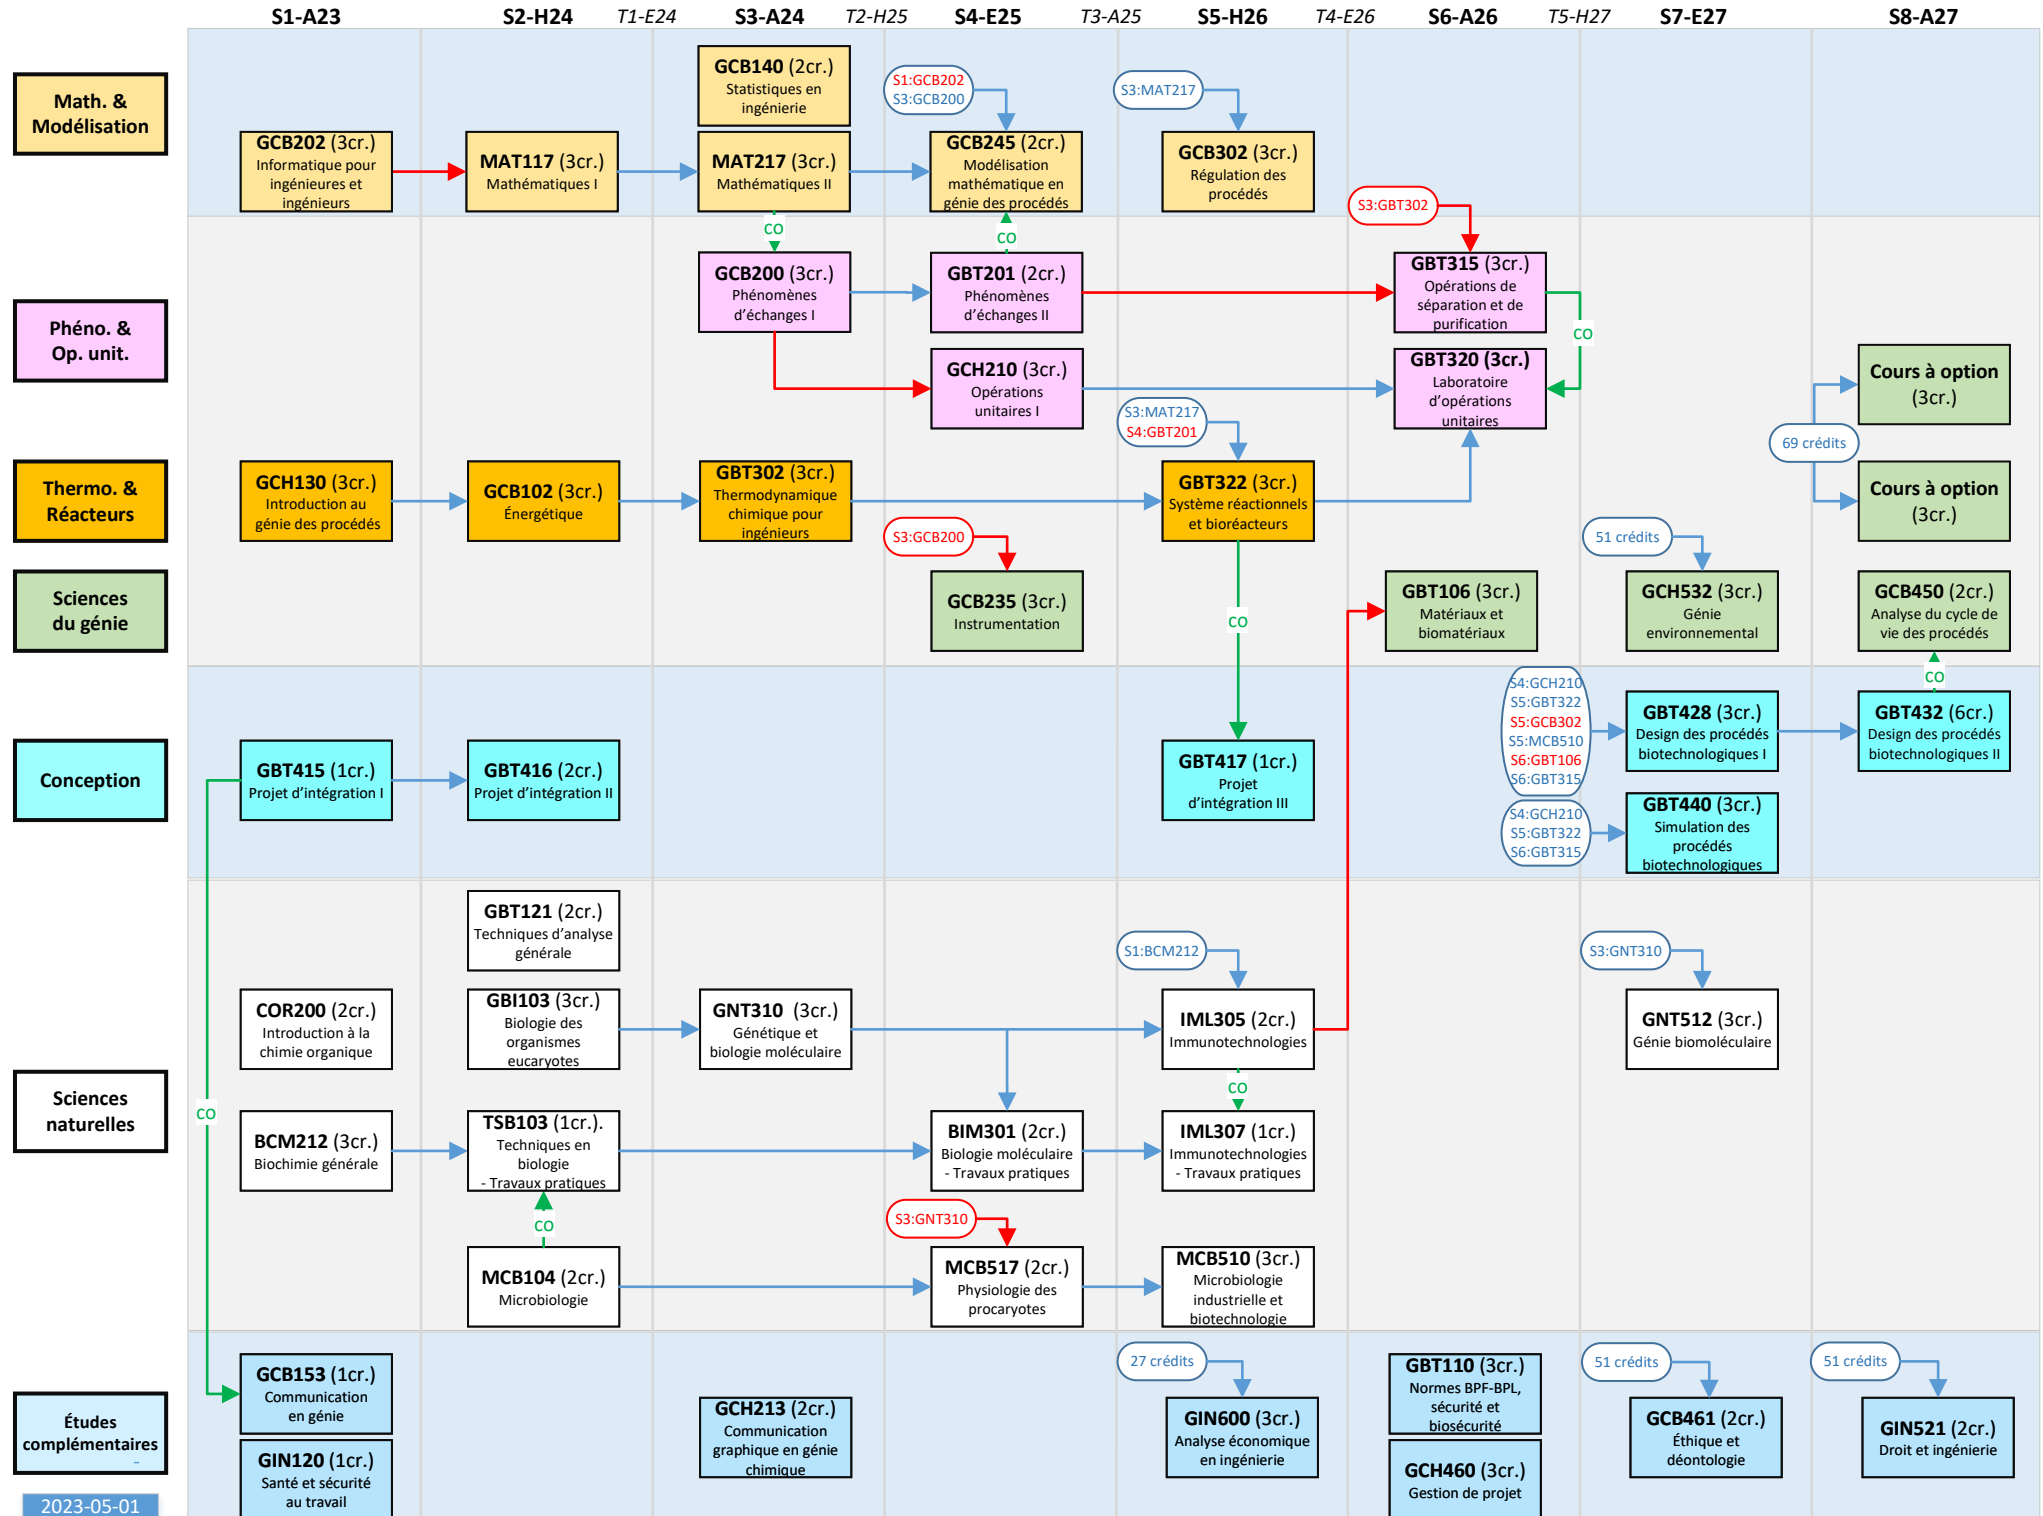 S1-A23
S2-H24
T1-E24
S3-A24
T2-H25
S4-E25
T3-A25
S5-H26
T4-E26
S6-A26
T5-H27
S7-E27
S8-A27
Math. &
Modélisation
GCB202 (3cr.)
Informatique pour
ingénieures et
ingénieurs
MAT117 (3cr.)
Mathématiques I
GCB140 (2cr.)
Statistiques en
ingénierie
MAT217 (3cr.)
Mathématiques II
S1:GCB202
S3:GCB200
GCB245 (2cr.)
Modélisation
mathématique en
génie des procédés
S3:MAT217
GCB302 (3cr.)
Régulation des
procédés
S3:GBT302
CO
CO
Phéno. &
Op. unit.
GCB200 (3cr.)
Phénomènes
d'échanges I
GBT201 (2cr.)
Phénomènes
d'échanges II
GCH210 (3cr.)
Opérations
unitaires I
GBT315 (3cr.)
Opérations de
séparation et de
purification
CO
GBT320 (3cr.)
Laboratoire
d'opérations
unitaires
Cours à option
(3cr.)
69 crédits
Cours à option
(3cr.)
S3:MAT217
S4:GBT201
Thermo. &
Réacteurs
GCH130 (3cr.)
Introduction au
génie des procédés
GCB102 (3cr.)
Énergétique
GBT302 (3cr.)
Thermodynamique
chimique pour
ingénieurs
GBT322 (3cr.)
Système réactionnels
et bioréacteurs
S3:GCB200
51 crédits
Sciences
du génie
GCB235 (3cr.)
Instrumentation
CO
GBT106 (3cr.)
Matériaux et
biomatériaux
GCH532 (3cr.)
Génie
environnemental
GCB450 (2cr.)
Analyse du cycle de
vie des procédés
CO
Conception
GBT415 (1cr.)
Projet d'intégration I
GBT416 (2cr.)
Projet d'intégration II
GBT417 (1cr.)
Projet
d'intégration III
S4:GCH210
S5:GBT322
S5:GCB302
S5:MCB510
S6:GBT106
S6:GBT315
GBT428 (3cr.)
Design des procédés
biotechnologiques I
GBT432 (6cr.)
Design des procédés
biotechnologiques II
S4:GCH210
S5:GBT322
S6:GBT315
GBT440 (3cr.)
Simulation des
procédés
biotechnologiques
Sciences
naturelles
CO
GBT121 (2cr.)
Techniques d'analyse
générale
COR200 (2cr.)
Introduction à la
chimie organique
GBI103 (3cr.)
Biologie des
organismes
eucaryotes
GNT310 (3cr.)
Génétique et
biologie moléculaire
S1:BCM212
IML305 (2cr.)
Immunotechnologies
S3:GNT310
GNT512 (3cr.)
Génie biomoléculaire
CO
BCM212 (3cr.)
Biochimie générale
TSB103 (1cr.).
Techniques en
biologie
- Travaux pratiques
BIM301 (2cr.)
Biologie moléculaire
- Travaux pratiques
IML307 (1cr.)
Immunotechnologies
- Travaux pratiques
CO
S3:GNT310
MCB104 (2cr.)
Microbiologie
MCB517 (2cr.)
Physiologie des
procaryotes
MCB510 (3cr.)
Microbiologie
industrielle et
biotechnologie
Études
complémentaires
-
GCB153 (1cr.)
Communication
en génie
GIN120 (1cr.)
Santé et sécurité
au travail
GCH213 (2cr.)
Communication
graphique en génie
chimique
27 crédits
GIN600 (3cr.)
Analyse économique
en ingénierie
GBT110 (3cr.)
Normes BPF-BPL,
sécurité et
biosécurité
GCH460 (3cr.)
Gestion de projet
51 crédits
GCB461 (2cr.)
Éthique et
déontologie
51 crédits
GIN521 (2cr.)
Droit et ingénierie
2023-05-01